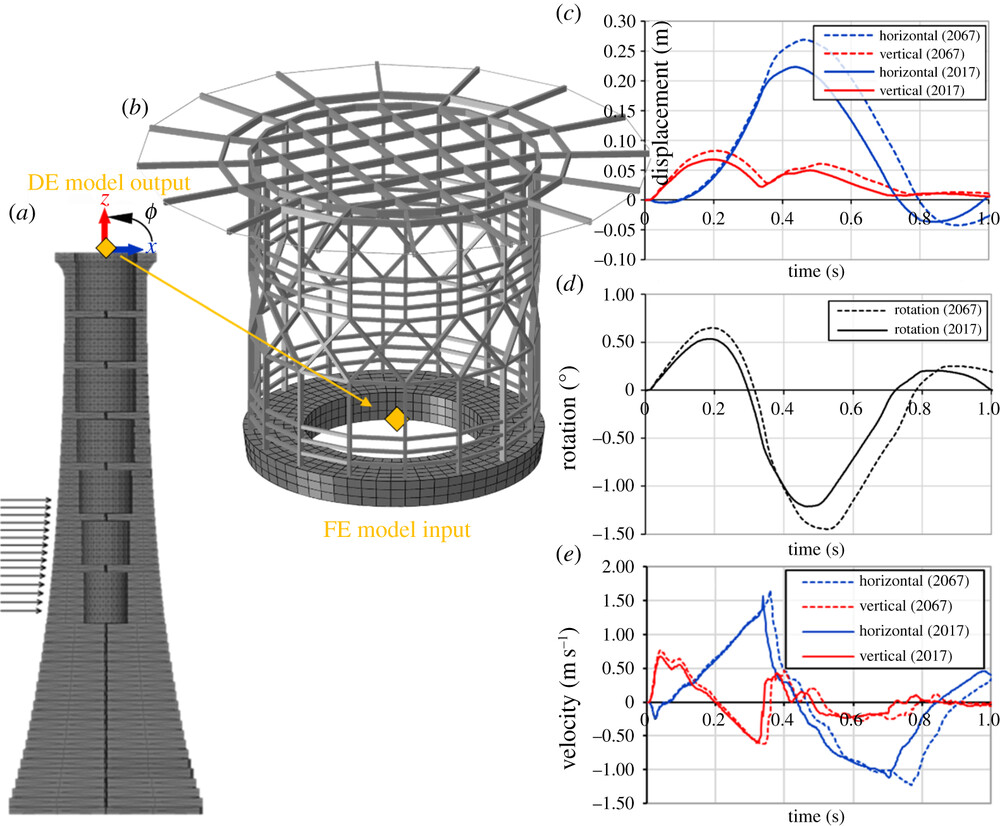 (a)
DE model output
z
ϕ
x
(b)
FE model input
(c)
displacement (m)
0.30
0.25
0.20
0.15
0.10
0.05
0
–0.05
–0.10
0
0.2
0.4
0.6
0.8
1.0
time (s)
horizontal (2067)
vertical (2067)
horizontal (2017)
vertical (2017)
(d)
rotation (°)
1.00
0.50
0
–0.50
–1.00
–1.50
0
0.2
0.4
0.6
0.8
1.0
time (s)
rotation (2067)
rotation (2017)
(e)
velocity (m s⁻¹)
2.00
1.50
1.00
0.50
0
–0.50
–1.00
–1.50
0
0.2
0.4
0.6
0.8
1.0
time (s)
horizontal (2067)
vertical (2067)
horizontal (2017)
vertical (2017)